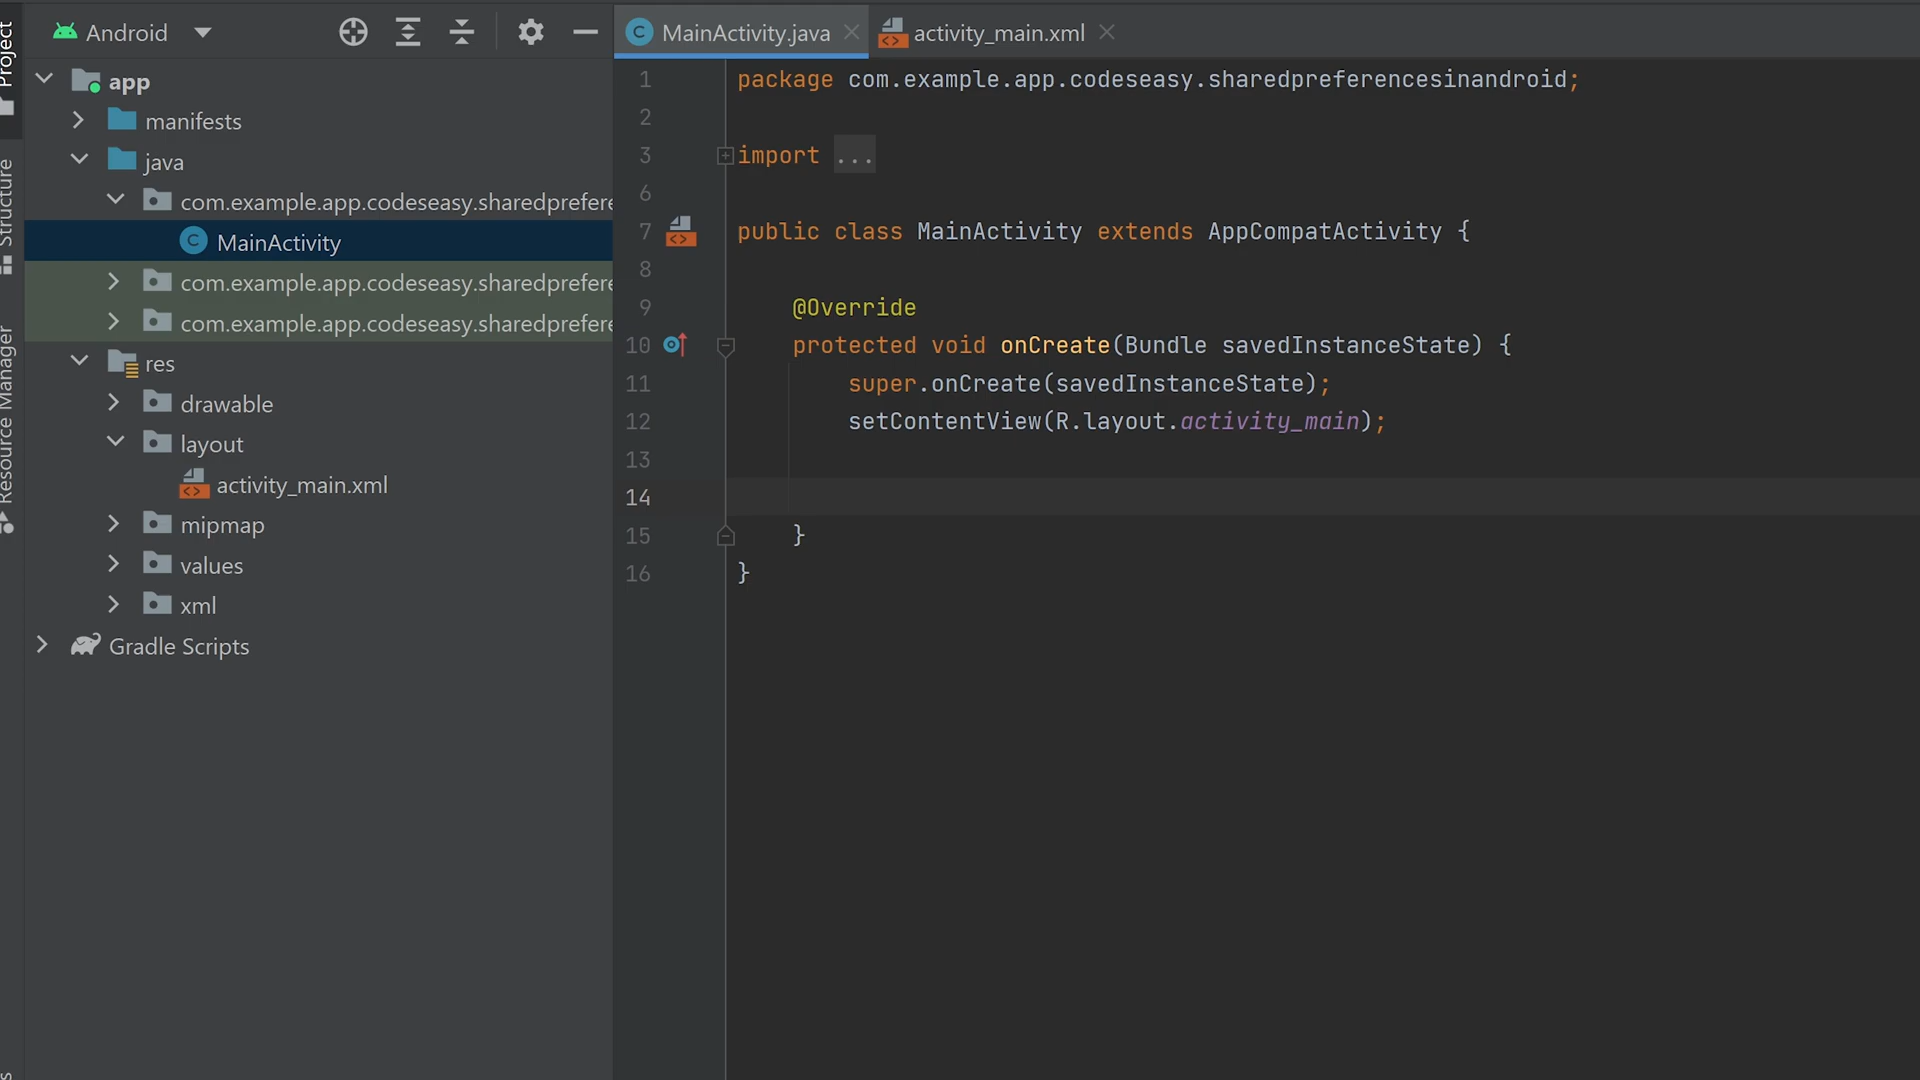 Project
Structure
Resource Manager
Android
app
manifests
java
com.example.app.codeseasy.sharedprefere
MainActivity
com.example.app.codeseasy.sharedprefere
com.example.app.codeseasy.sharedprefere
res
drawable
layout
activity_main.xml
mipmap
values
xml
Gradle Scripts
MainActivity.java
activity_main.xml
1 package com.example.app.codeseasy.sharedpreferencesinandroid;
2
3 import ...
6
7 public class MainActivity extends AppCompatActivity {
8
9 @Override
10 protected void onCreate(Bundle savedInstanceState) {
11 super.onCreate(savedInstanceState);
12 setContentView(R.layout.activity_main);
13
14
15 }
16 }